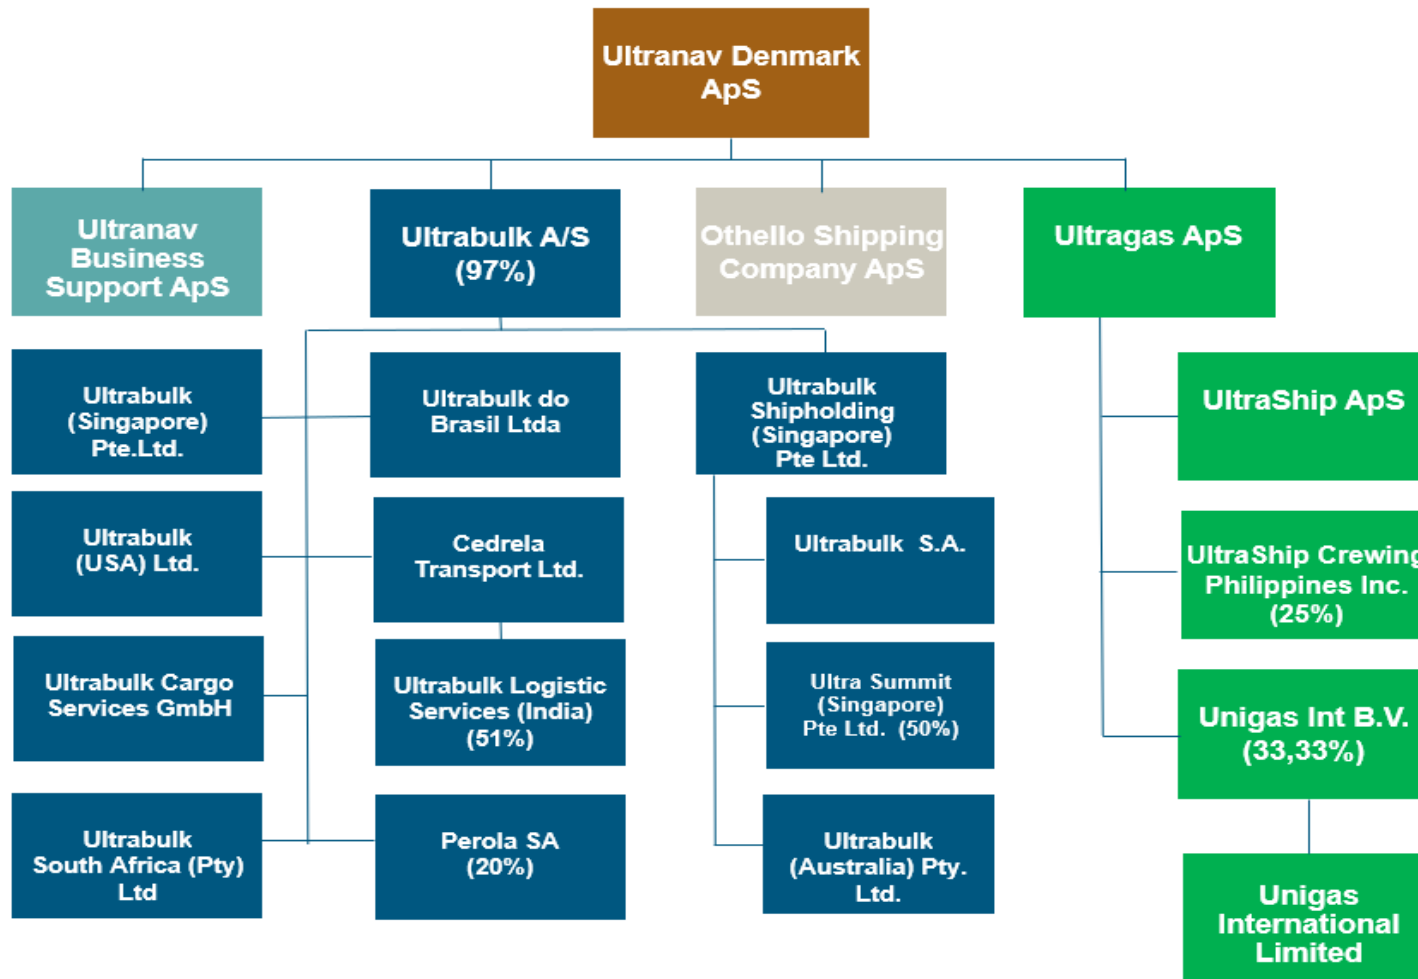 Ultranav Denmark
ApS
Ultranav
Business
Support ApS
Ultrabulk A/S
(97%)
Othello Shipping
Company ApS
Ultragas ApS
Ultrabulk
(Singapore)
Pte.Ltd.
Ultrabulk do
Brasil Ltda
Ultrabulk
Shipholding
(Singapore)
Pte Ltd.
UltraShip ApS
Ultrabulk
(USA) Ltd.
Cedrela
Transport Ltd.
Ultrabulk S.A.
UltraShip Crewing
Philippines Inc.
(25%)
Ultrabulk Cargo
Services GmbH
Ultrabulk Logistic
Services (India)
(51%)
Ultra Summit
(Singapore)
Pte Ltd. (50%)
Unigas Int B.V.
(33,33%)
Ultrabulk
South Africa (Pty)
Ltd
Perola SA
(20%)
Ultrabulk
(Australia) Pty.
Ltd.
Unigas
International
Limited